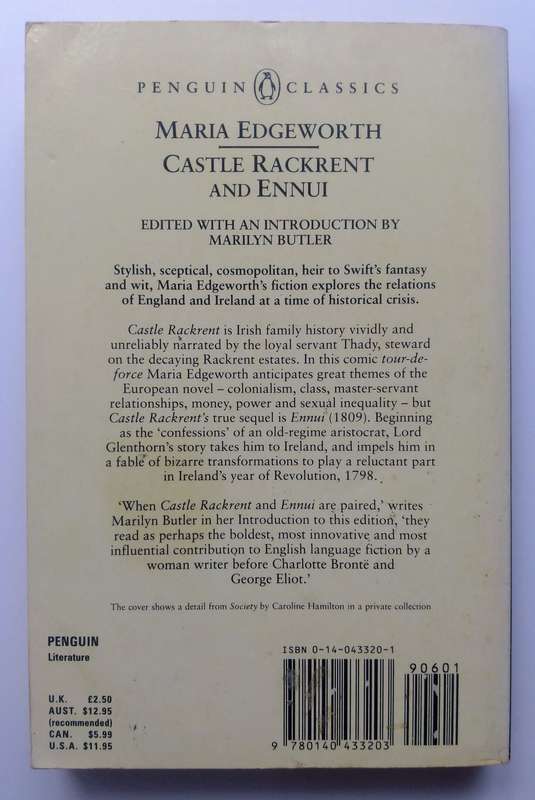 PENGUIN CLASSICS
MARIA EDGEWORTH
CASTLE RACKRENT
AND ENNUI
EDITED WITH AN INTRODUCTION BY
MARILYN BUTLER
Stylish, sceptical, cosmopolitan, heir to Swift's fantasy
and wit, Maria Edgeworth's fiction explores the relations
of England and Ireland at a time of historical crisis.
Castle Rackrent is Irish family history vividly and
unreliably narrated by the loyal servant Thady, steward
on the decaying Rackrent estates. In this comic tour-de-
force Maria Edgeworth anticipates great themes of the
European novel – colonialism, class, master-servant
relationships, money, power and sexual inequality – but
Castle Rackrent's true sequel is Ennui (1809). Beginning
as the 'confessions' of an old-regime aristocrat, Lord
Glenthorn's story takes him to Ireland, and impels him in
a fable of bizarre transformations to play a reluctant part
in Ireland's year of Revolution, 1798.
'When Castle Rackrent and Ennui are paired,' writes
Marilyn Butler in her Introduction to this edition, 'they
read as perhaps the boldest, most innovative and most
influential contribution to English language fiction by a
woman writer before Charlotte Brontë and
George Eliot.'
The cover shows a detail from Society by Caroline Hamilton in a private collection
PENGUIN
Literature
U.K. £2.50
AUST. $12.95
(recommended)
CAN. $5.99
U.S.A. $11.95
ISBN 0-14-043320-1
90601
9 780140 433203